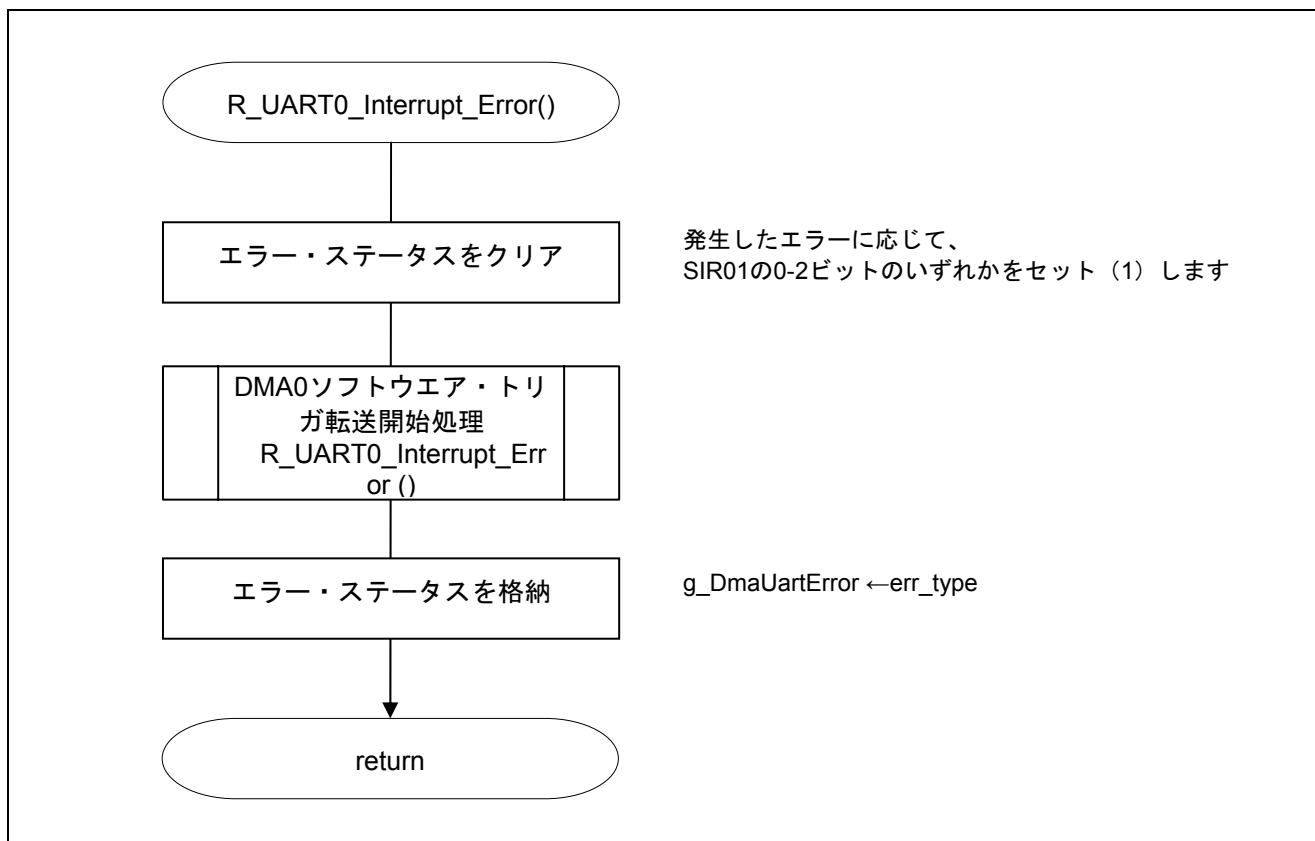 R_UART0_Interrupt_Error()
エラー・ステータスをクリア
発生したエラーに応じて、
SIR01の0-2ビットのいずれかをセット（1）します
DMA0ソフトウエア・トリ
ガ転送開始処理
R_UART0_Interrupt_Err
or ()
エラー・ステータスを格納
g_DmaUartError ←err_type
return